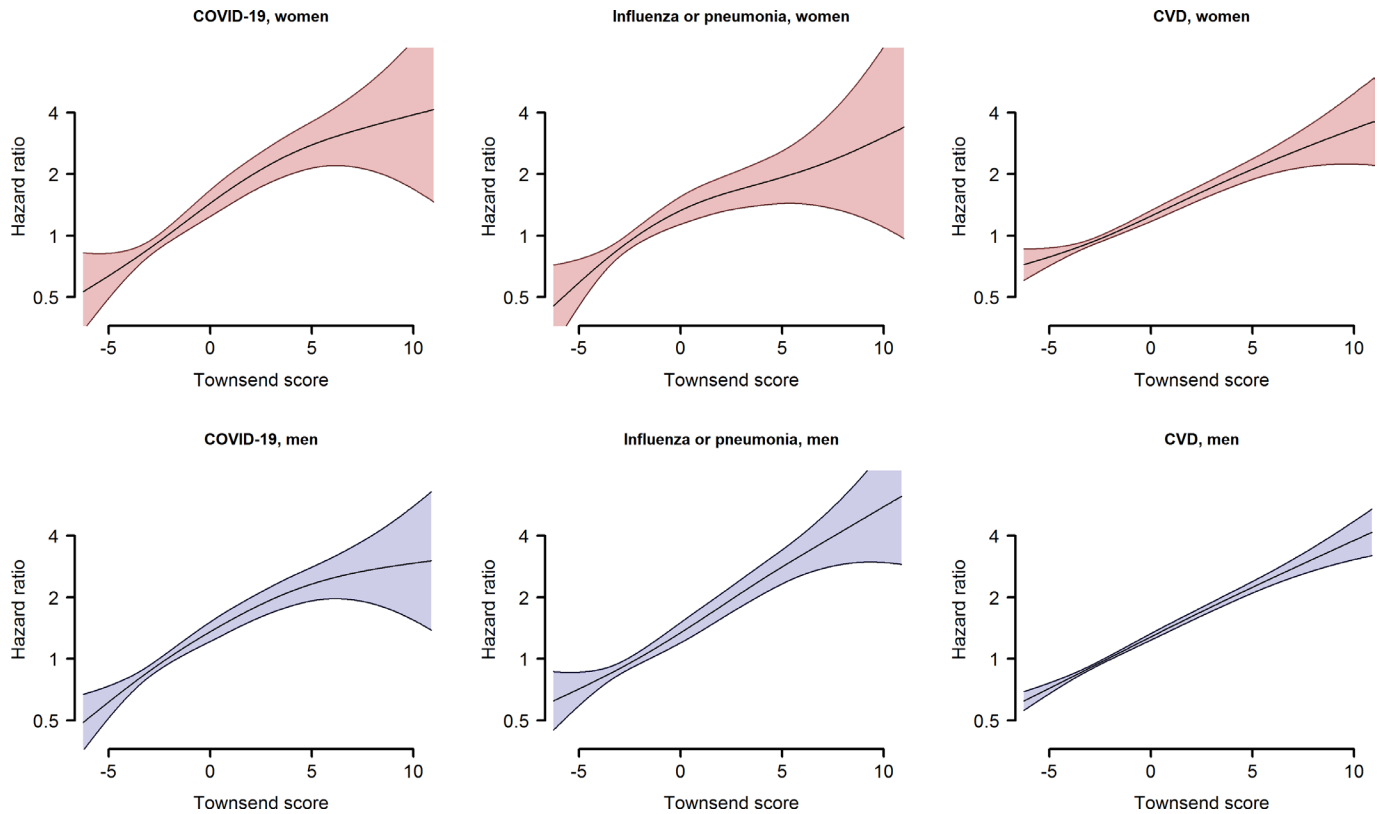 COVID-19, women
Influenza or pneumonia, women
CVD, women
Hazard ratio
4
2
1
0.5
-5 0 5 10
Townsend score
Hazard ratio
4
2
1
0.5
-5 0 5 10
Townsend score
Hazard ratio
4
2
1
0.5
-5 0 5 10
Townsend score
COVID-19, men
Influenza or pneumonia, men
CVD, men
Hazard ratio
4
2
1
0.5
-5 0 5 10
Townsend score
Hazard ratio
4
2
1
0.5
-5 0 5 10
Townsend score
Hazard ratio
4
2
1
0.5
-5 0 5 10
Townsend score